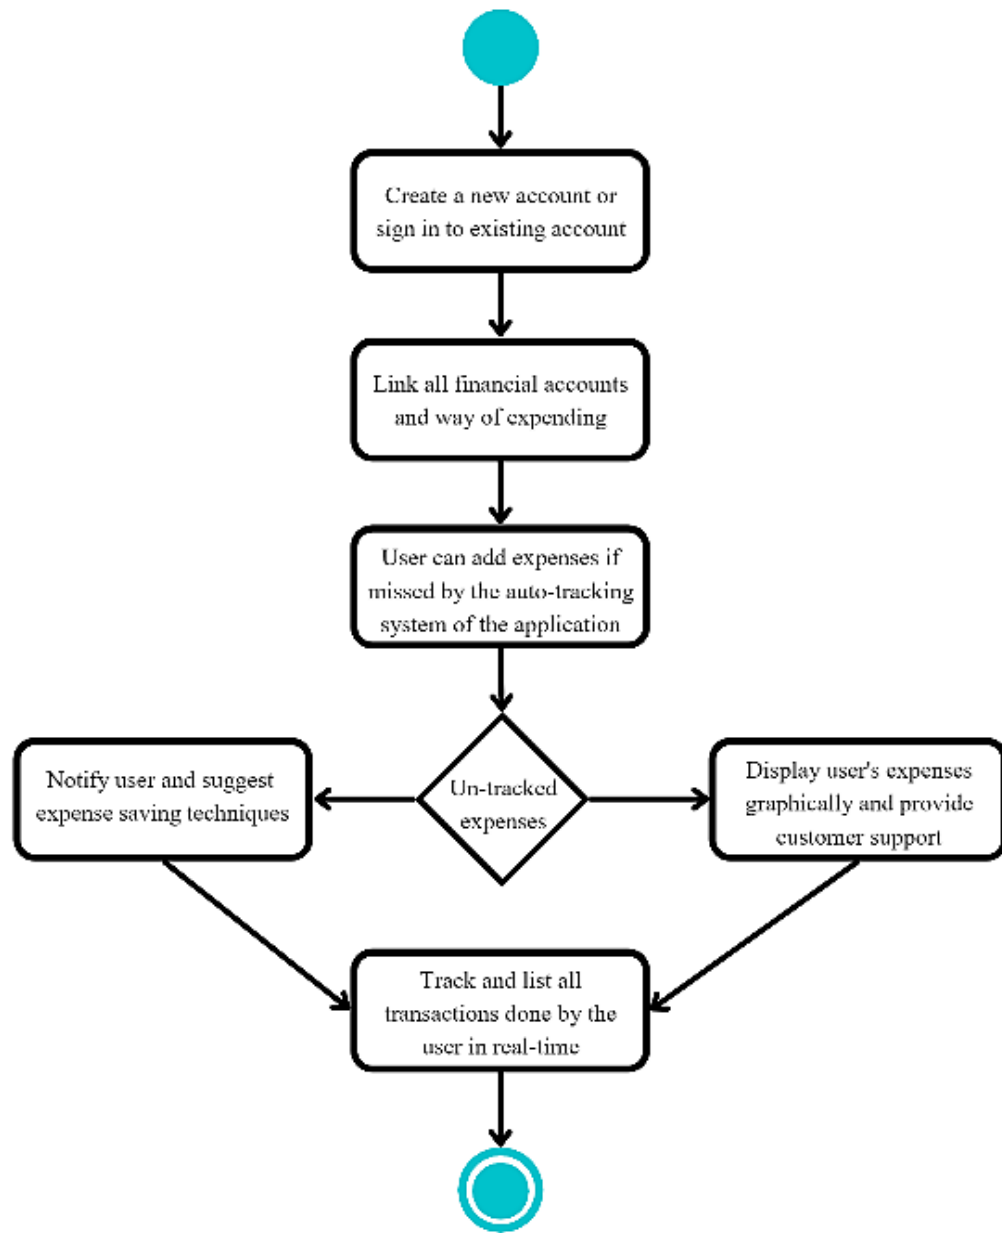 Create a new account or
sign in to existing account
Link all financial accounts
and way of expending
User can add expenses if
missed by the auto-tracking
system of the application
Notify user and suggest
expense saving techniques
Un-tracked
expenses
Display user's expenses
graphically and provide
customer support
Track and list all
transactions done by the
user in real-time